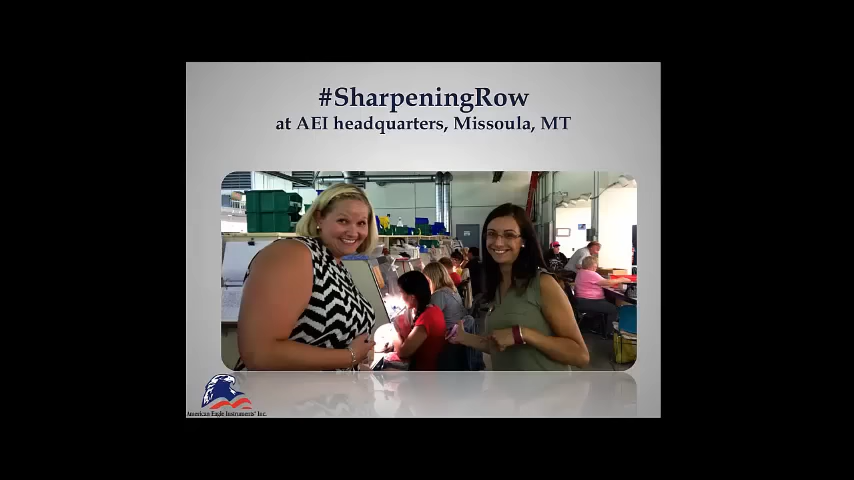 #SharpeningRow
at AEI headquarters, Missoula, MT
American Eagle Instruments® Inc.